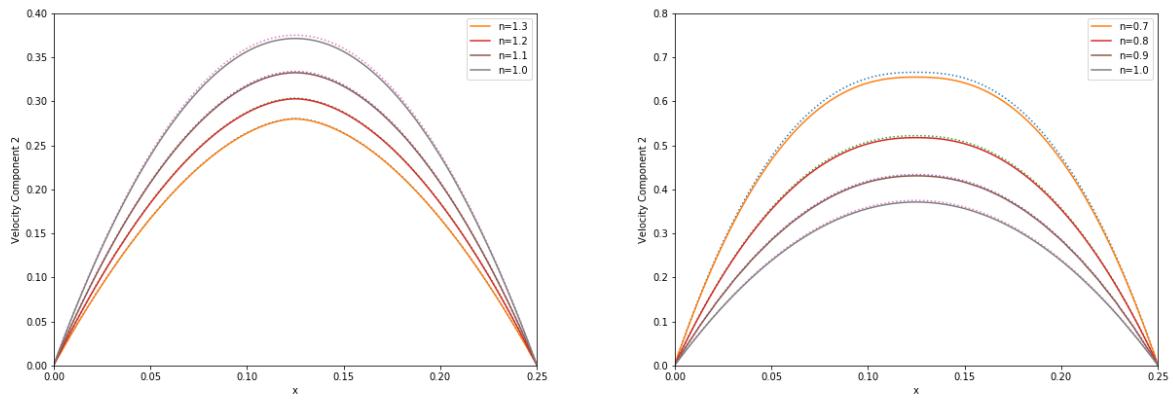 0.40
0.35
0.30
0.25
0.20
0.15
0.10
0.05
0.00
Velocity Component 2
0.00 0.05 0.10 0.15 0.20 0.25
x
n=1.3
n=1.2
n=1.1
n=1.0
0.8
0.7
0.6
0.5
0.4
0.3
0.2
0.1
0.0
Velocity Component 2
0.00 0.05 0.10 0.15 0.20 0.25
x
n=0.7
n=0.8
n=0.9
n=1.0